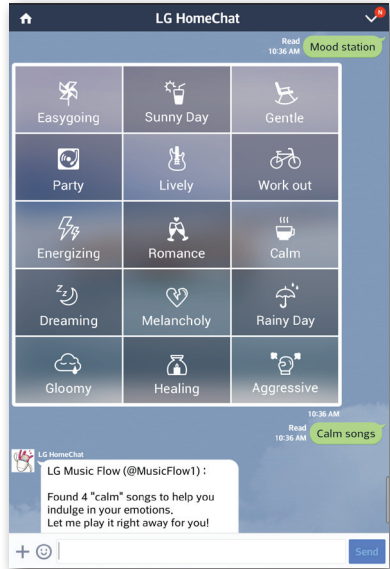 LG HomeChat
N
Read
10:36 AM
Mood station
Easygoing
Sunny Day
Gentle
Party
Lively
Work out
Energizing
Romance
Calm
Dreaming
Melancholy
Rainy Day
Gloomy
Healing
Aggressive
10:36 AM
Read
10:36 AM
Calm songs
LG HomeChat
LG Music Flow (@MusicFlow1) :
Found 4 "calm" songs to help you
indulge in your emotions.
Let me play it right away for you!
Send